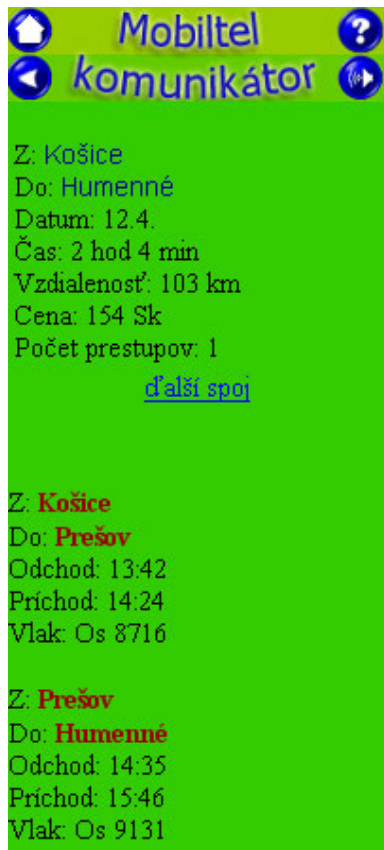 Mobiltel
komunikátor
Z: Košice
Do: Humenné
Datum: 12.4.
Čas: 2 hod 4 min
Vzdialenosť: 103 km
Cena: 154 Sk
Počet prestupov: 1
ďalší spoj
Z: Košice
Do: Prešov
Odchod: 13:42
Príchod: 14:24
Vlak: Os 8716
Z: Prešov
Do: Humenné
Odchod: 14:35
Príchod: 15:46
Vlak: Os 9131